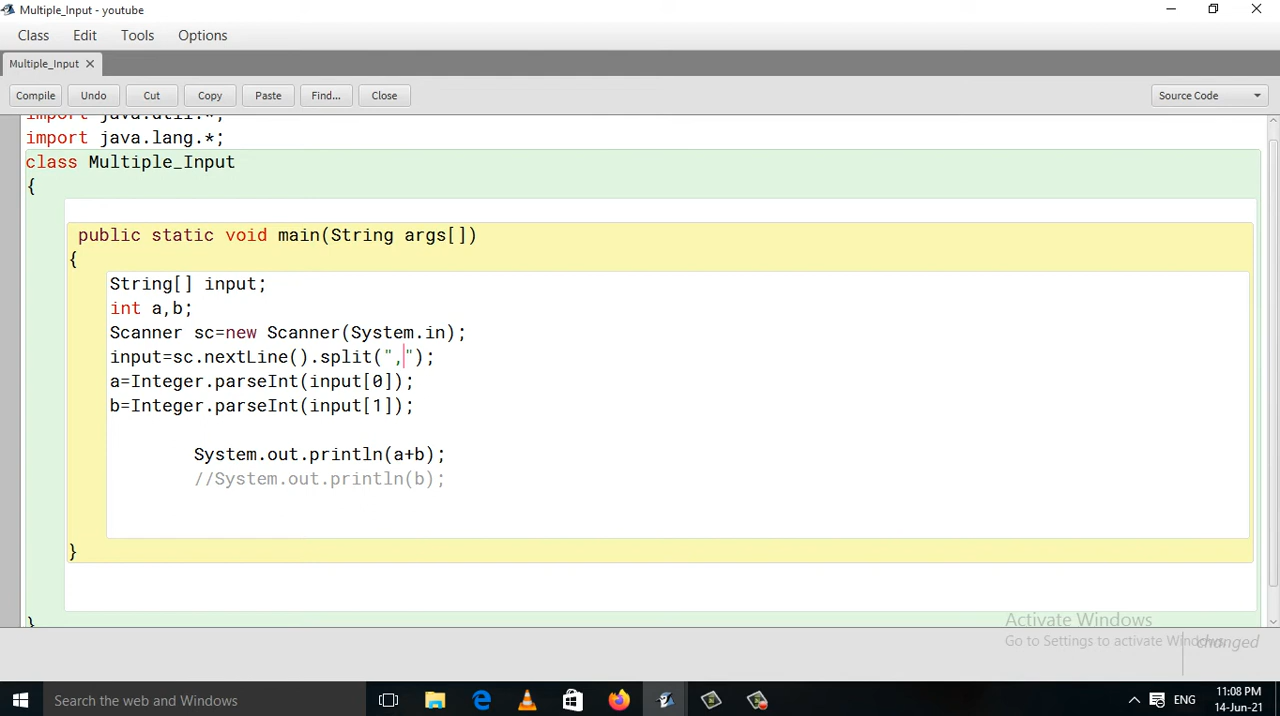 Multiple_Input - youtube
Class Edit Tools Options
Multiple_Input
Compile Undo Cut Copy Paste Find... Close Source Code
import java.util.*;
import java.lang.*;
class Multiple_Input
{
public static void main(String args[])
{
String[] input;
int a,b;
Scanner sc=new Scanner(System.in);
input=sc.nextLine().split(",");
a=Integer.parseInt(input[0]);
b=Integer.parseInt(input[1]);
System.out.println(a+b);
//System.out.println(b);
}
}
Activate Windows
Go to Settings to activate Windows.
changed
Search the web and Windows
ENG
11:08 PM
14-Jun-21